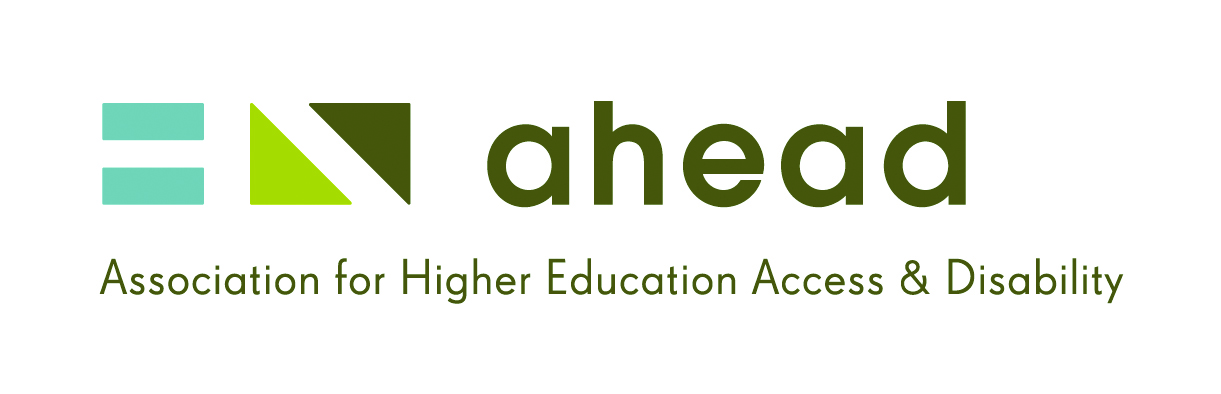 ahead
Association for Higher Education Access & Disability